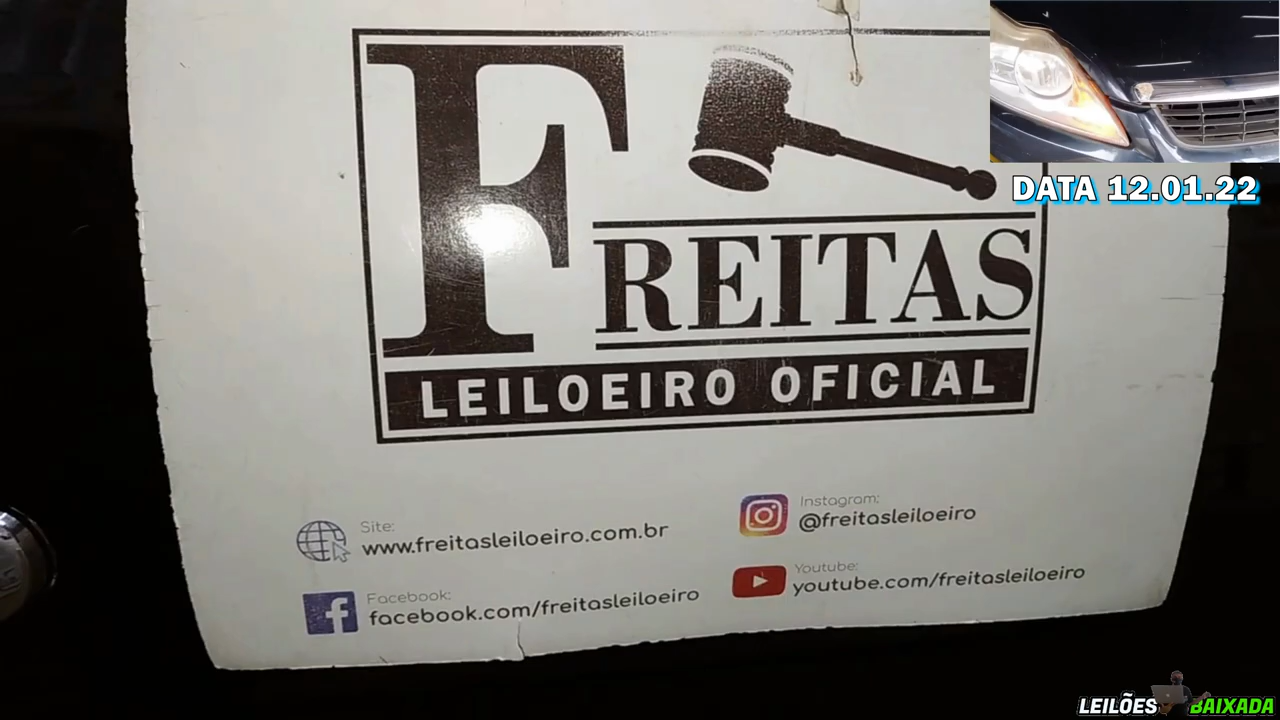 FREITAS
LEILOEIRO OFICIAL
DATA 12.01.22
Site:
www.freitasleiloeiro.com.br
Instagram:
@freitasleiloeiro
Facebook:
facebook.com/freitasleiloeiro
Youtube:
youtube.com/freitasleiloeiro
LEILÕES BAIXADA